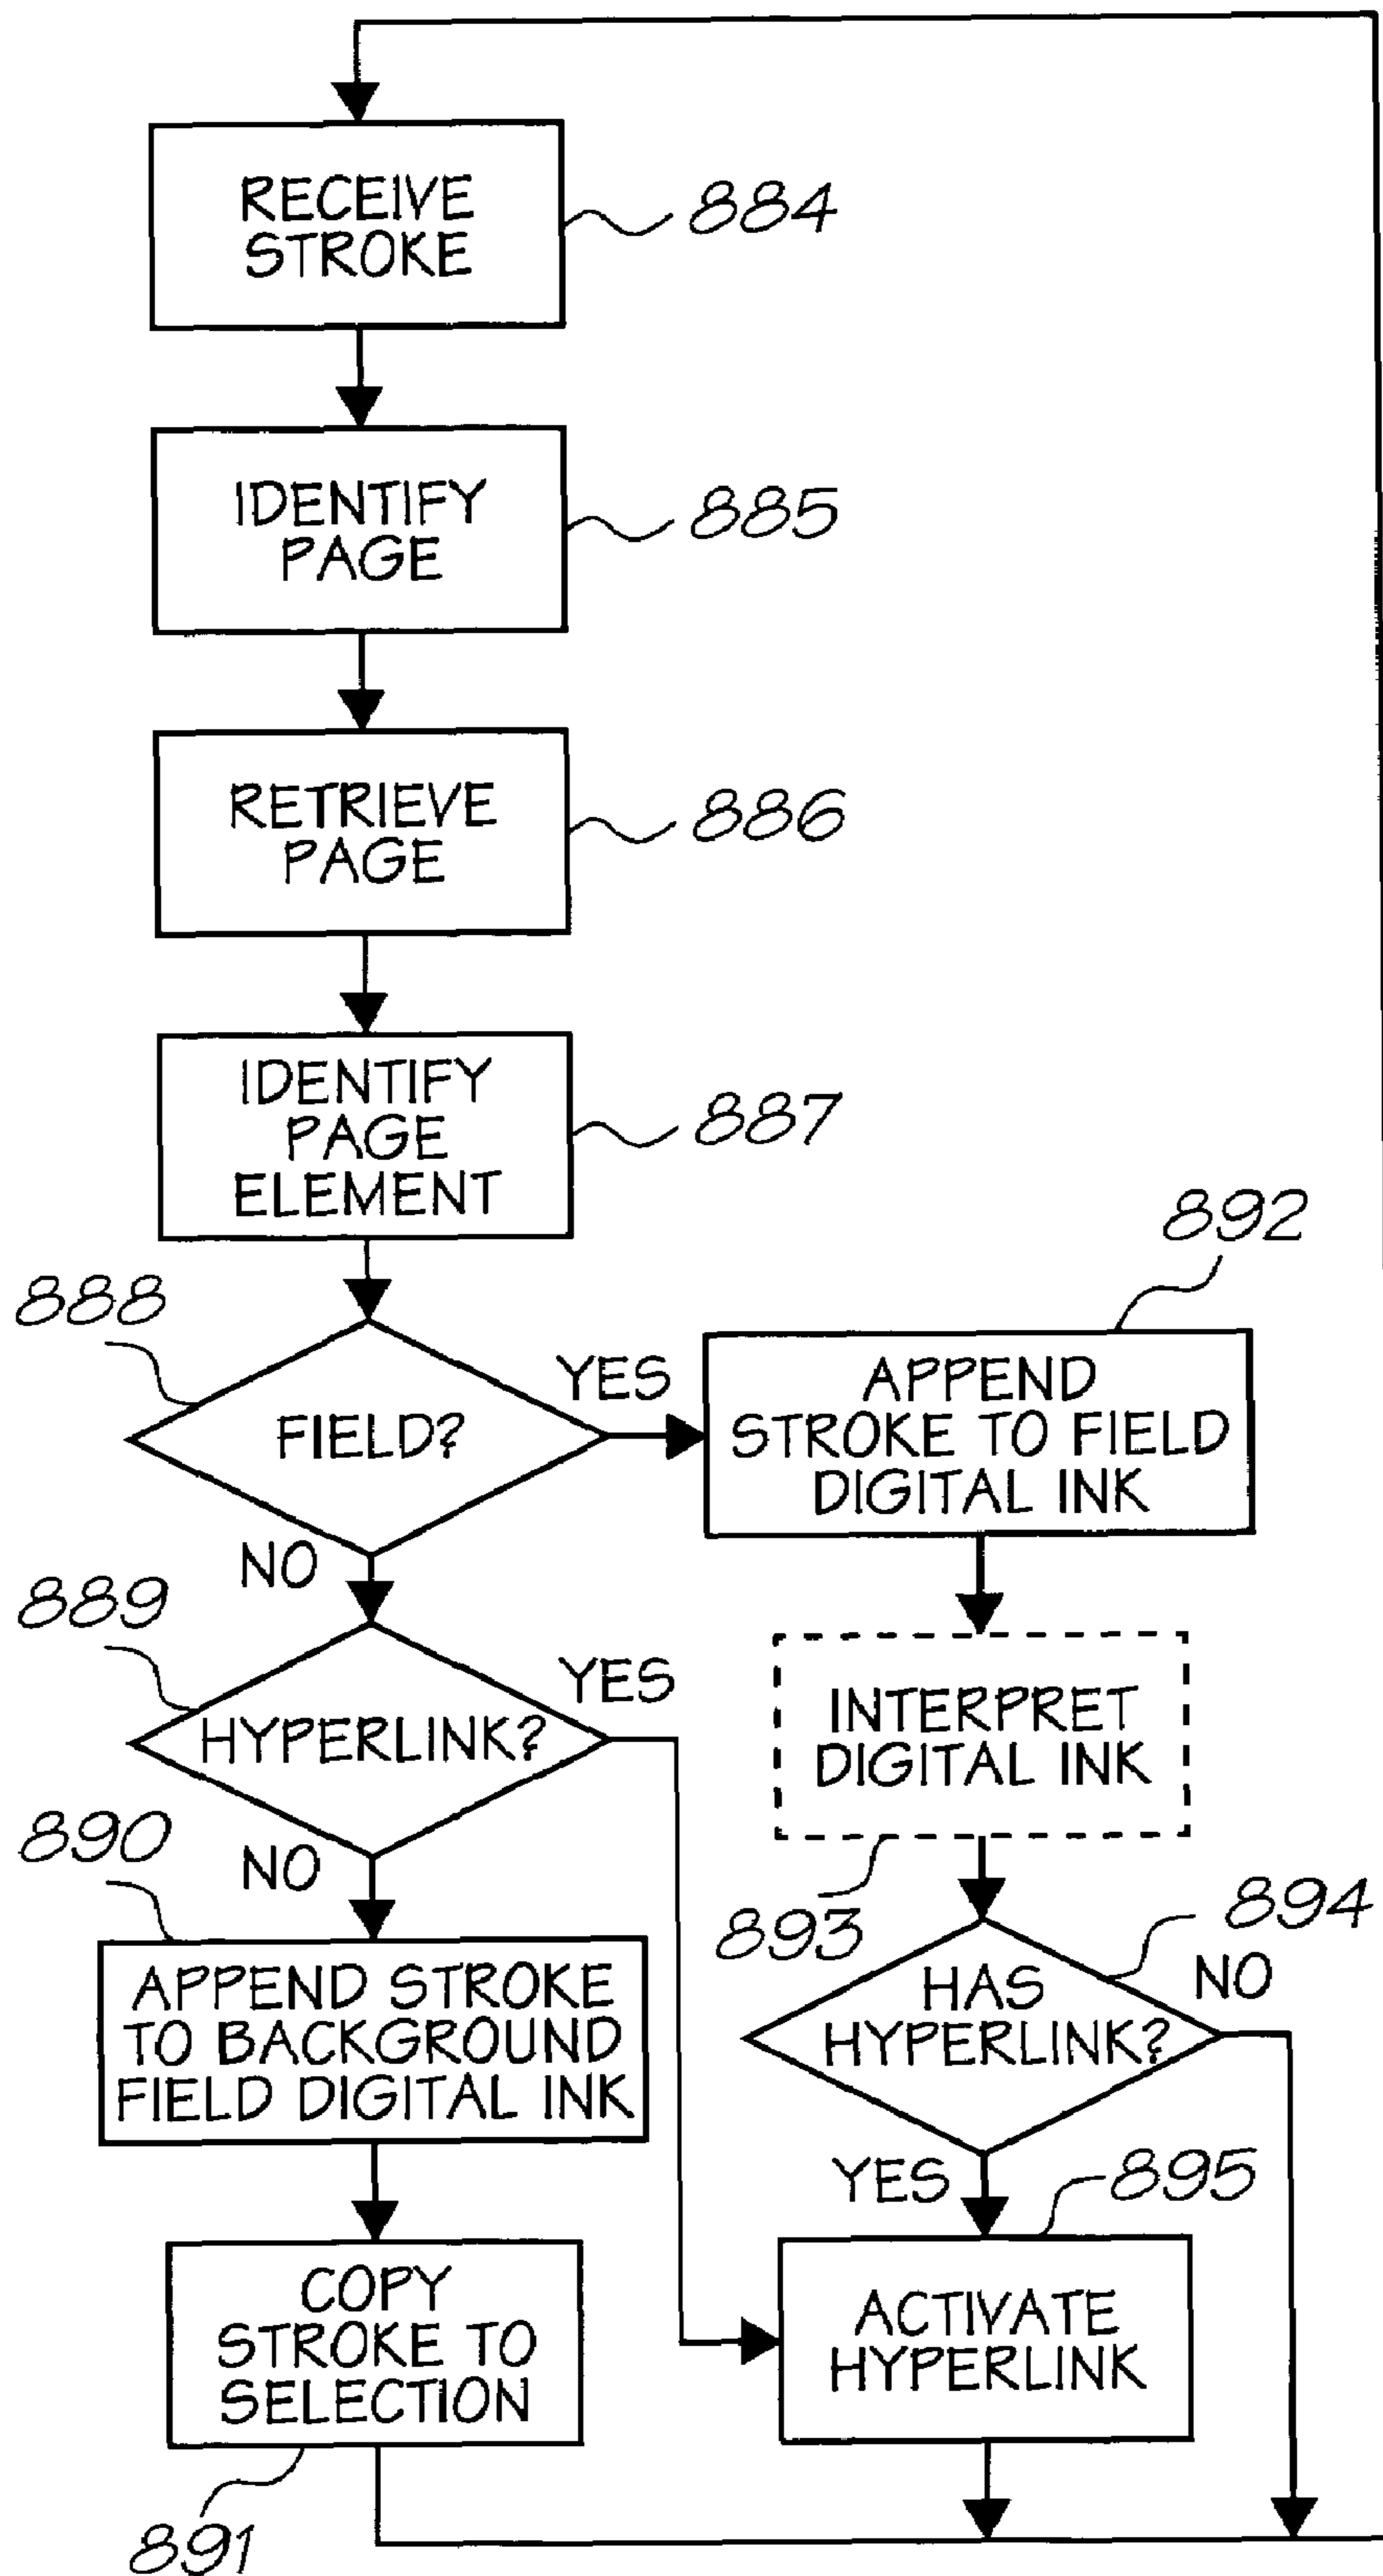 RECEIVE
STROKE
884
IDENTIFY
PAGE
885
RETRIEVE
PAGE
886
IDENTIFY
PAGE
ELEMENT
887
888
FIELD?
YES
NO
892
APPEND
STROKE TO FIELD
DIGITAL INK
889
HYPERLINK?
YES
NO
INTERPRET
DIGITAL INK
893
890
APPEND STROKE
TO BACKGROUND
FIELD DIGITAL INK
894
HAS
HYPERLINK?
NO
YES
895
COPY
STROKE TO
SELECTION
891
ACTIVATE
HYPERLINK